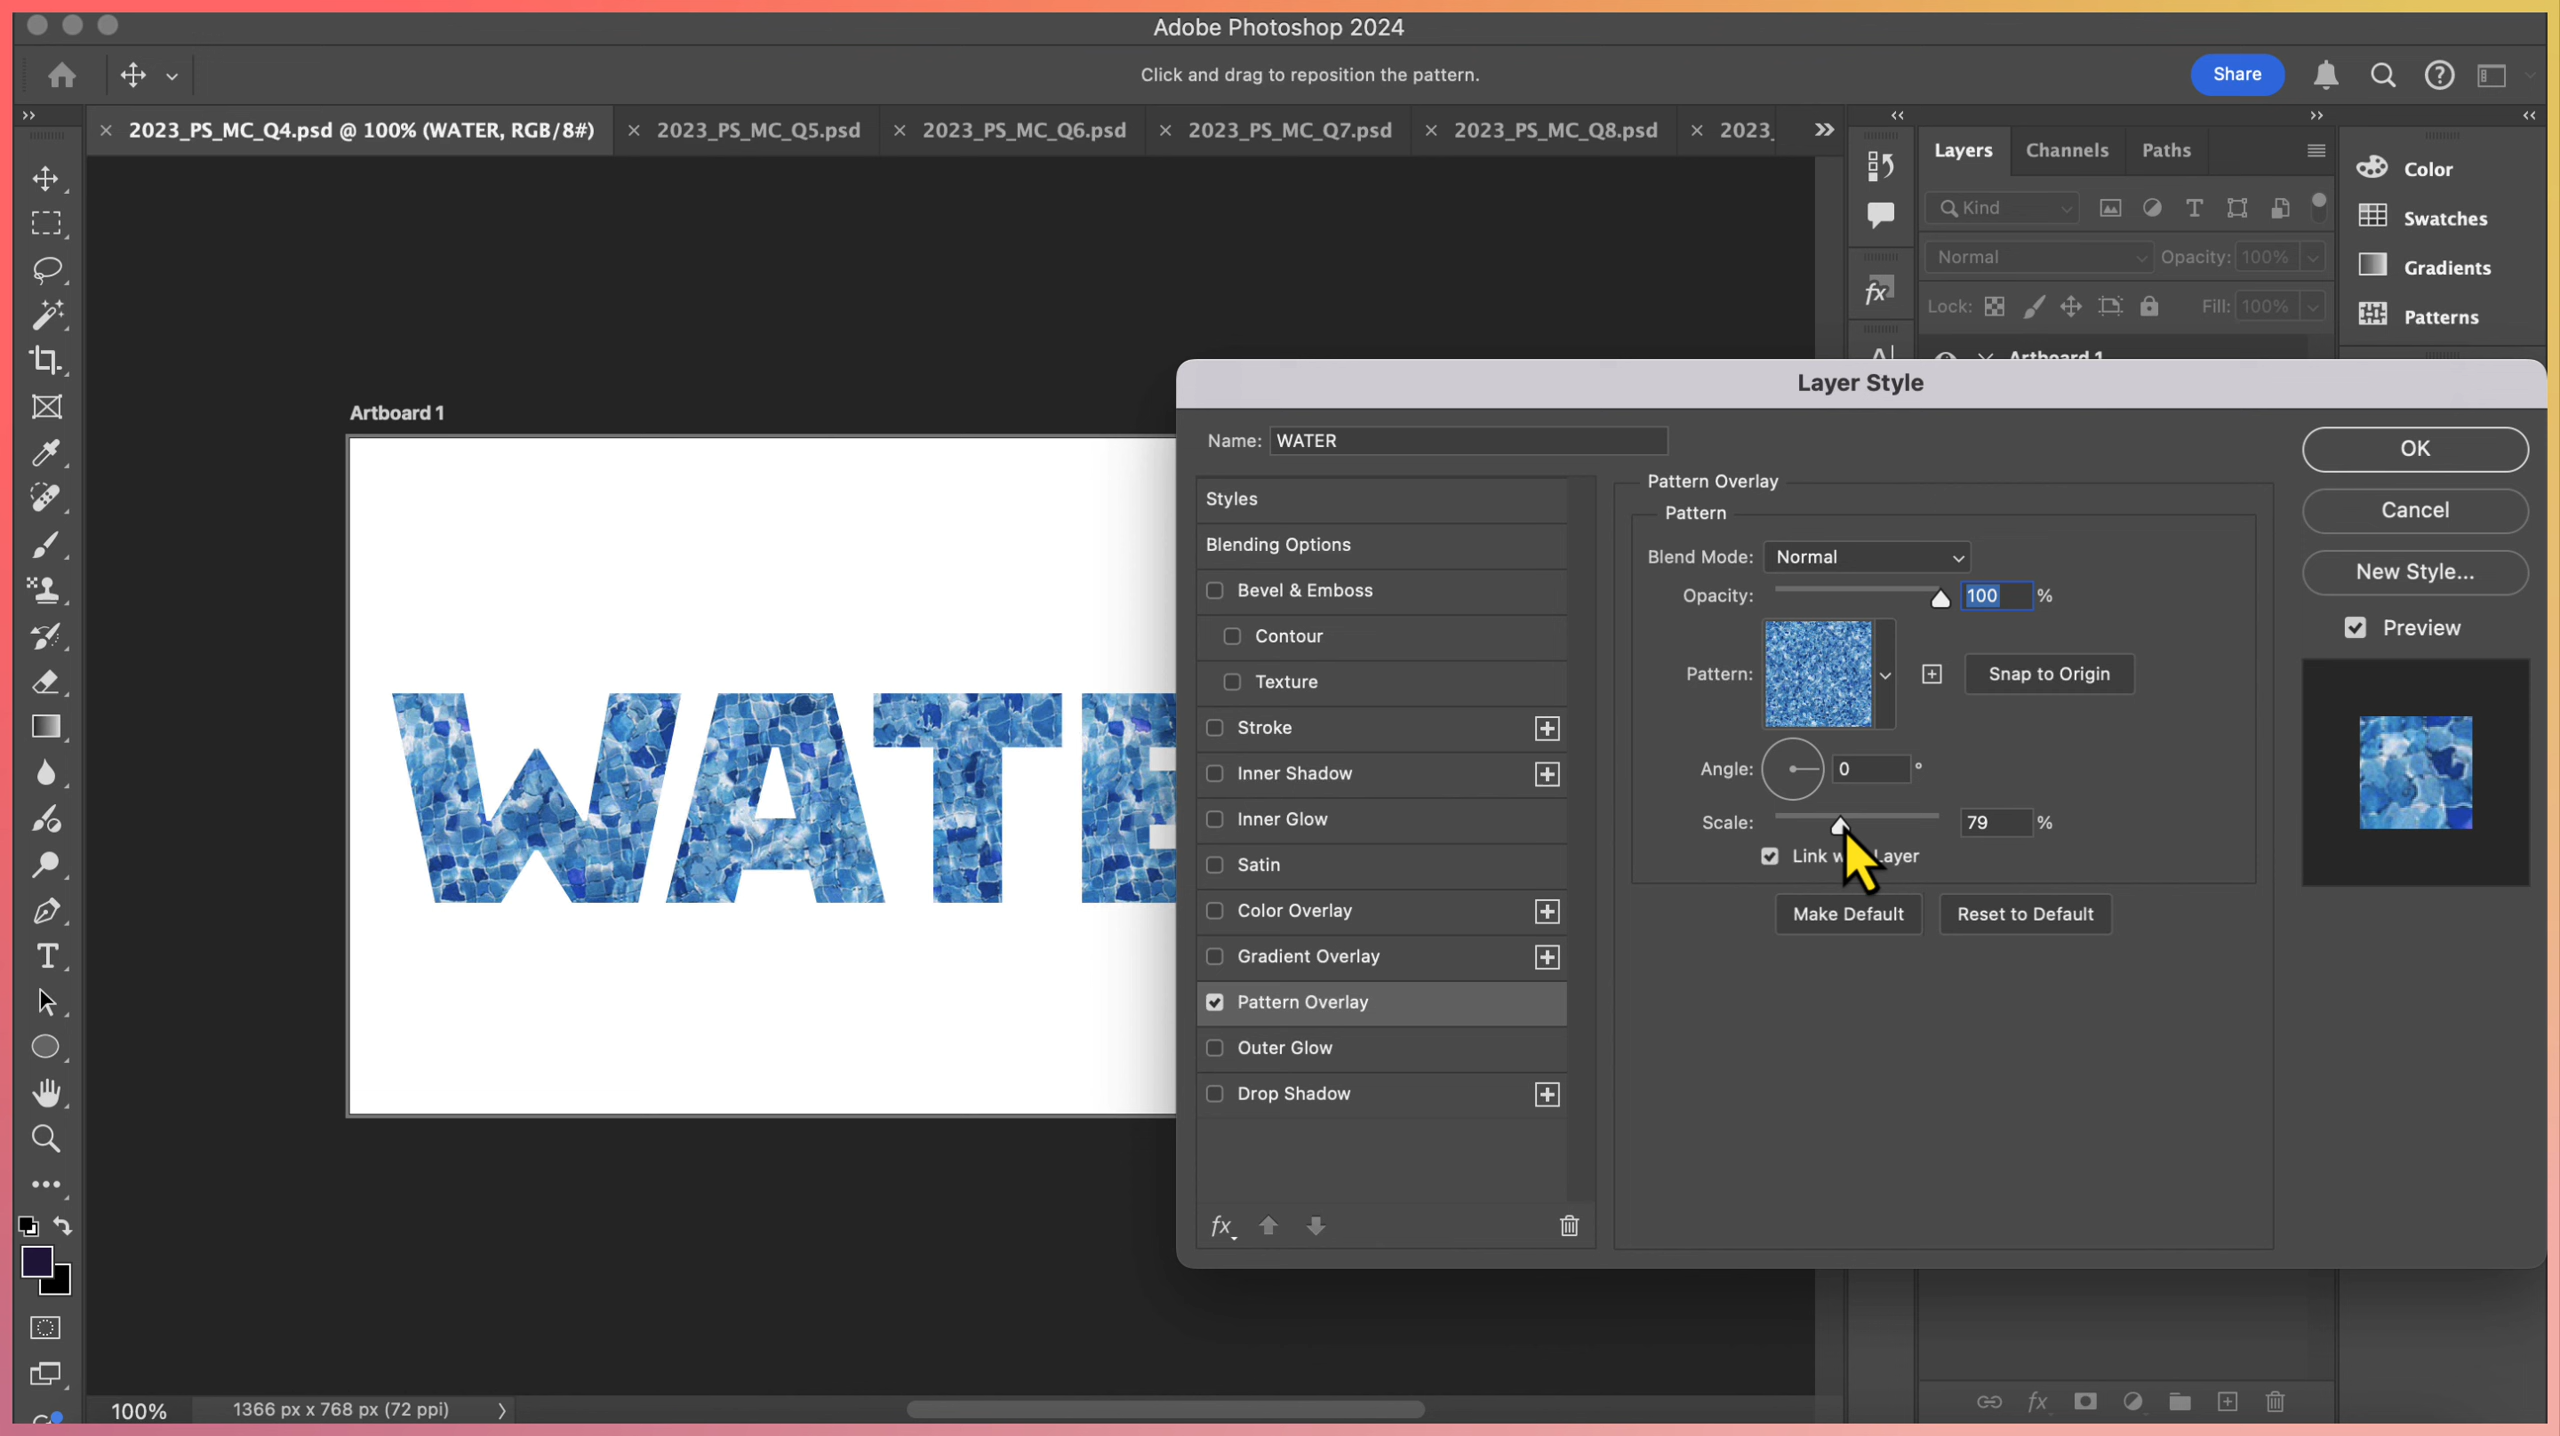 Adobe Photoshop 2024
Click and drag to reposition the pattern.
Share
2023_PS_MC_Q4.psd @ 100% (WATER, RGB/8#)
2023_PS_MC_Q5.psd
2023_PS_MC_Q6.psd
2023_PS_MC_Q7.psd
2023_PS_MC_Q8.psd
2023_
Layers
Channels
Paths
Kind
Normal
Opacity: 100%
Lock:
Fill: 100%
Artboard 1
Color
Swatches
Gradients
Patterns
Artboard 1
WATE
Layer Style
Name: WATER
Styles
Blending Options
Bevel & Emboss
Contour
Texture
Stroke
Inner Shadow
Inner Glow
Satin
Color Overlay
Gradient Overlay
Pattern Overlay
Outer Glow
Drop Shadow
fx
Pattern Overlay
Pattern
Blend Mode: Normal
Opacity: 100 %
Pattern:
Snap to Origin
Angle: 0 °
Scale: 79 %
Link w Layer
Make Default
Reset to Default
OK
Cancel
New Style...
Preview
100%
1366 px x 768 px (72 ppi)
fx